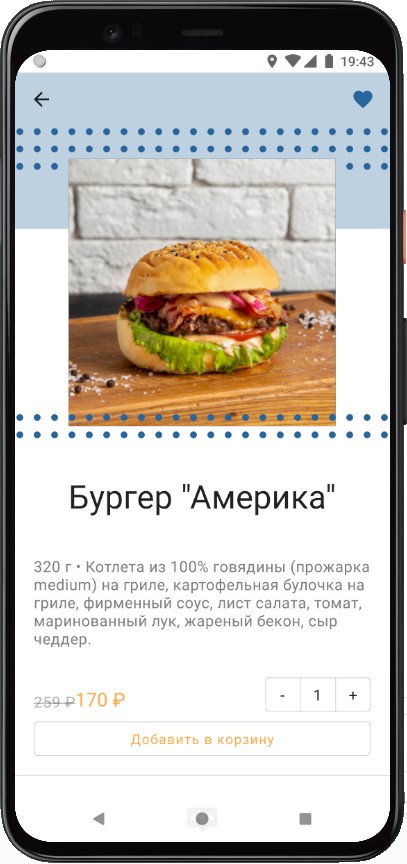 19:43
Бургер "Америка"
320 г • Котлета из 100% говядины (прожарка
medium) на гриле, картофельная булочка на
гриле, фирменный соус, лист салата, томат,
маринованный лук, жареный бекон, сыр
чеддер.
259 ₽170 ₽ - 1 +
Добавить в корзину